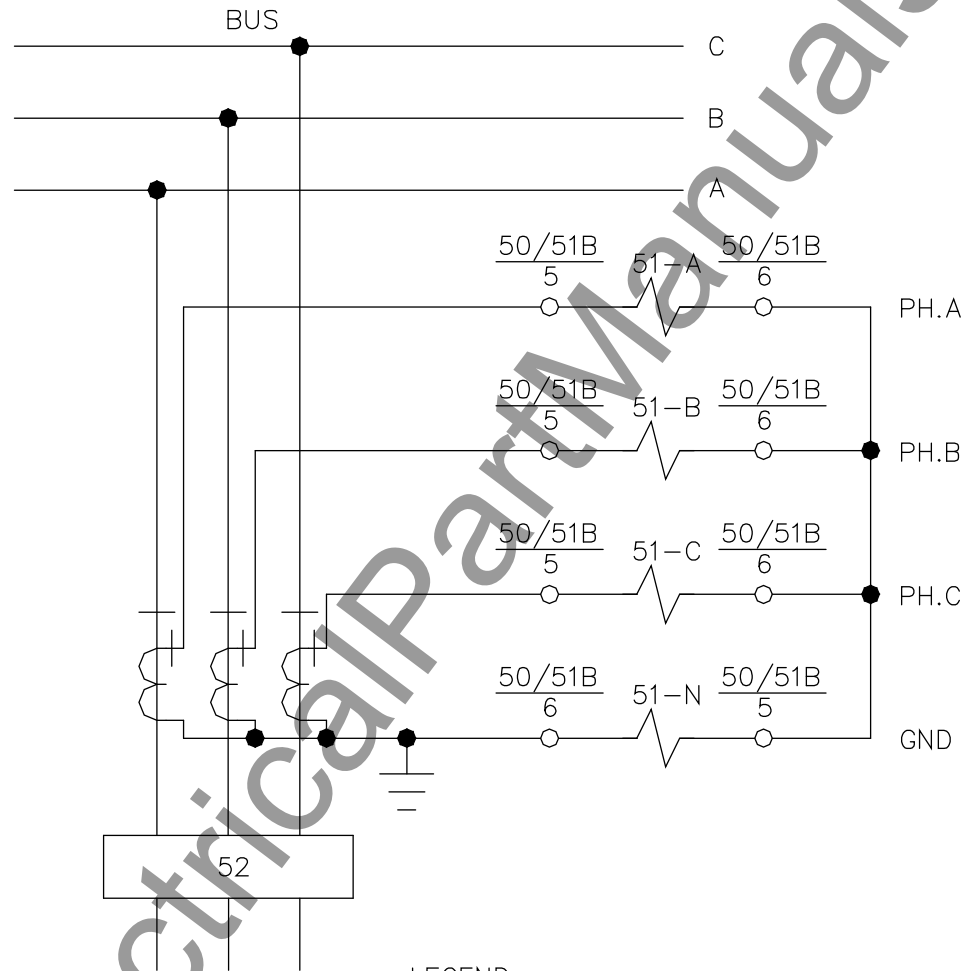 BUS
C
B
A
50/51B 51-A 50/51B
5 6
PH.A
50/51B 51-B 50/51B
5 6
PH.B
50/51B 51-C 50/51B
5 6
PH.C
50/51B 51-N 50/51B
6 5
GND
52
LEGEND
ctricalPartManuals